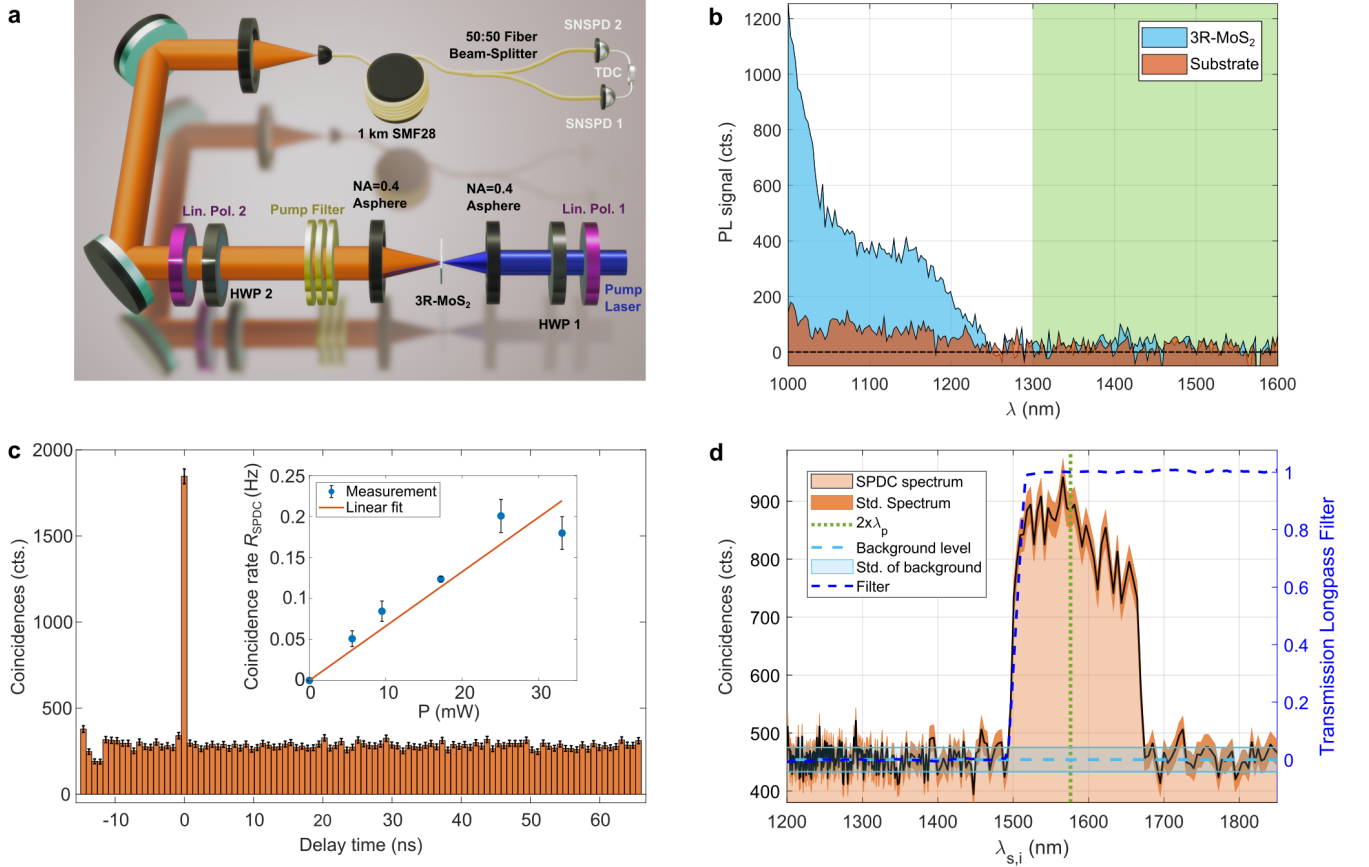 a
50:50 Fiber
Beam-Splitter
SNSPD 2
TDC
SNSPD 1
1 km SMF28
NA=0.4
Asphere
NA=0.4
Asphere
Lin. Pol. 2
Pump Filter
Lin. Pol. 1
HWP 2
3R-MoS₂
HWP 1
Pump
Laser
b
PL signal (cts.)
1200
1000
800
600
400
200
0
3R-MoS₂
Substrate
1000
1100
1200
1300
1400
1500
1600
λ (nm)
c
Coincidences (cts.)
2000
1500
1000
500
0
-10
0
10
20
30
40
50
60
Delay time (ns)
Coincidence rate R_SPDC (Hz)
0.25
0.2
0.15
0.1
0.05
0
Measurement
Linear fit
0
20
40
P (mW)
d
Coincidences (cts.)
900
800
700
600
500
400
SPDC spectrum
Std. Spectrum
2xλₚ
Background level
Std. of background
Filter
1
0.8
0.6
0.4
0.2
0
Transmission Longpass Filter
1200
1300
1400
1500
1600
1700
1800
λ_s,i (nm)